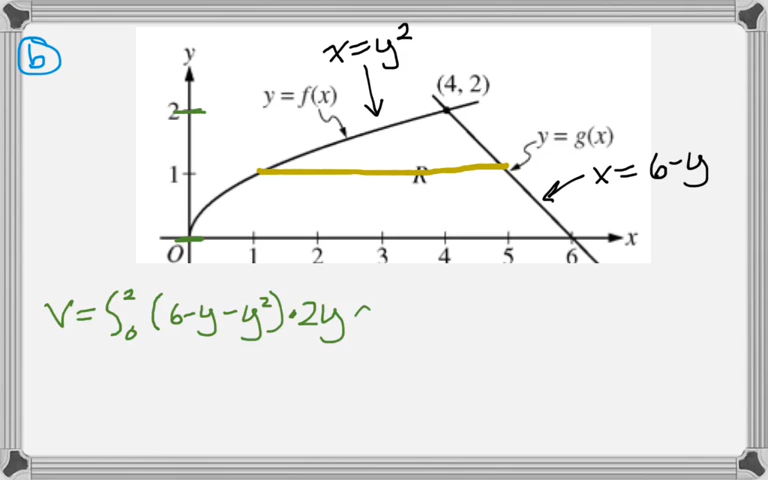 b
x=y²
y
(4, 2)
y = f(x)
2
y = g(x)
1
R
x = 6-y
x
O
1
2
3
4
5
6
V=∫₀² (6-y-y²)·2y